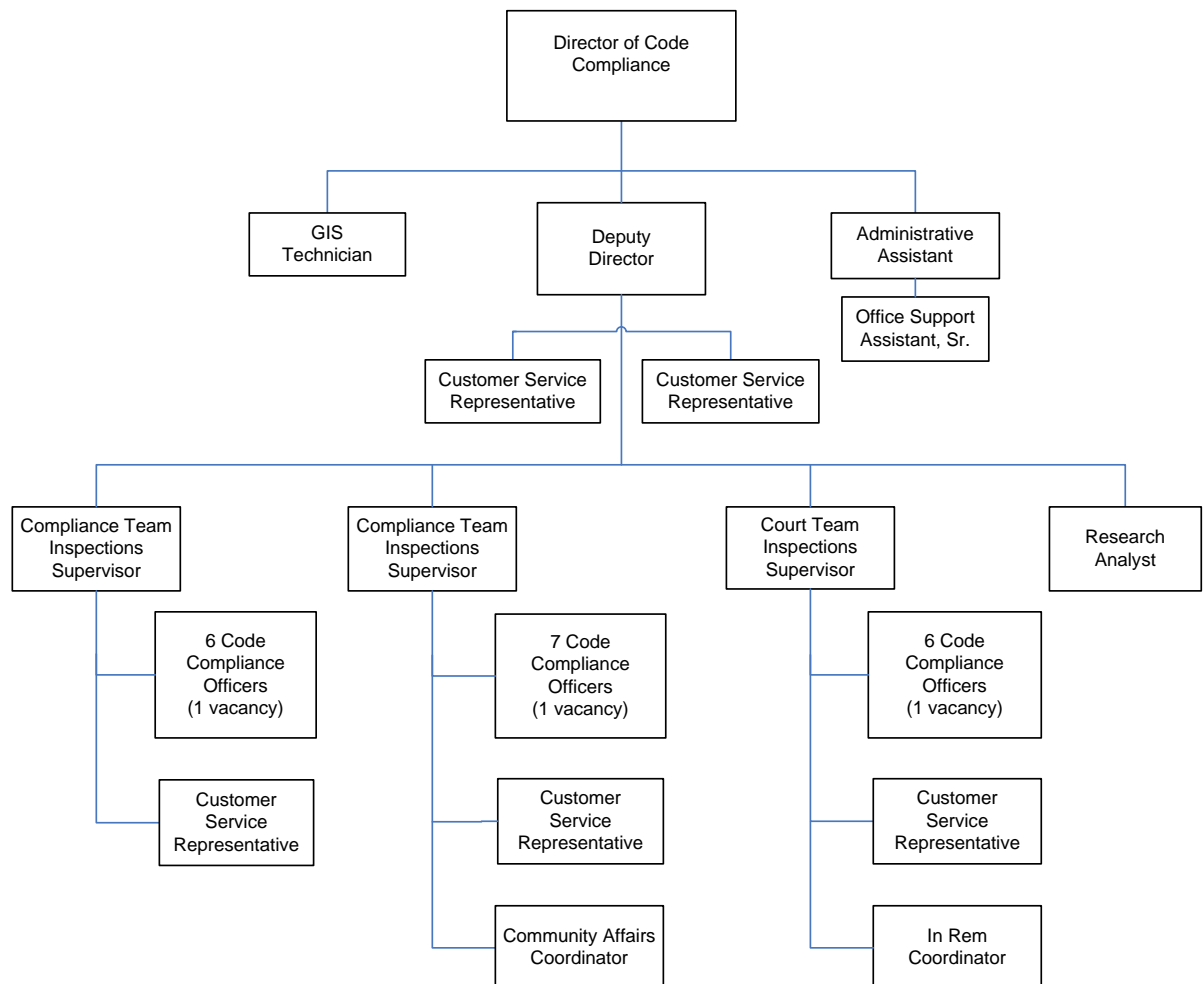 Director of Code
Compliance
GIS
Technician
Deputy
Director
Administrative
Assistant
Office Support
Assistant, Sr.
Customer Service
Representative
Customer Service
Representative
Compliance Team
Inspections
Supervisor
Compliance Team
Inspections
Supervisor
Court Team
Inspections
Supervisor
Research
Analyst
6 Code
Compliance
Officers
(1 vacancy)
7 Code
Compliance
Officers
(1 vacancy)
6 Code
Compliance
Officers
(1 vacancy)
Customer
Service
Representative
Customer
Service
Representative
Customer
Service
Representative
Community Affairs
Coordinator
In Rem
Coordinator